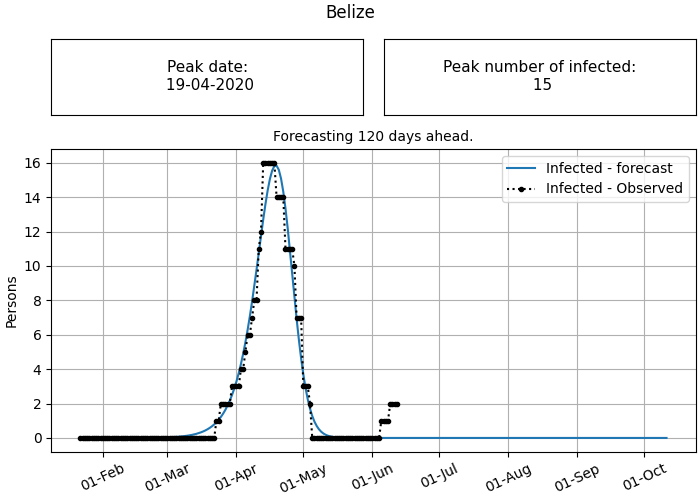 Belize
Peak date:
19-04-2020
Peak number of infected:
15
Forecasting 120 days ahead.
Infected - forecast
Infected - Observed
Persons
16
14
12
10
8
6
4
2
0
01-Feb
01-Mar
01-Apr
01-May
01-Jun
01-Jul
01-Aug
01-Sep
01-Oct